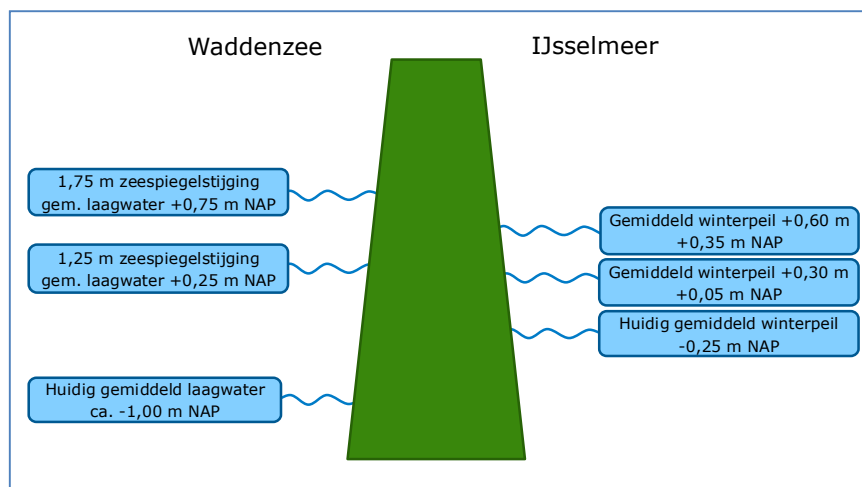 Waddenzee
IJsselmeer
1,75 m zeespiegelstijging
gem. laagwater +0,75 m NAP
1,25 m zeespiegelstijging
gem. laagwater +0,25 m NAP
Huidig gemiddeld laagwater
ca. -1,00 m NAP
Gemiddeld winterpeil +0,60 m
+0,35 m NAP
Gemiddeld winterpeil +0,30 m
+0,05 m NAP
Huidig gemiddeld winterpeil
-0,25 m NAP